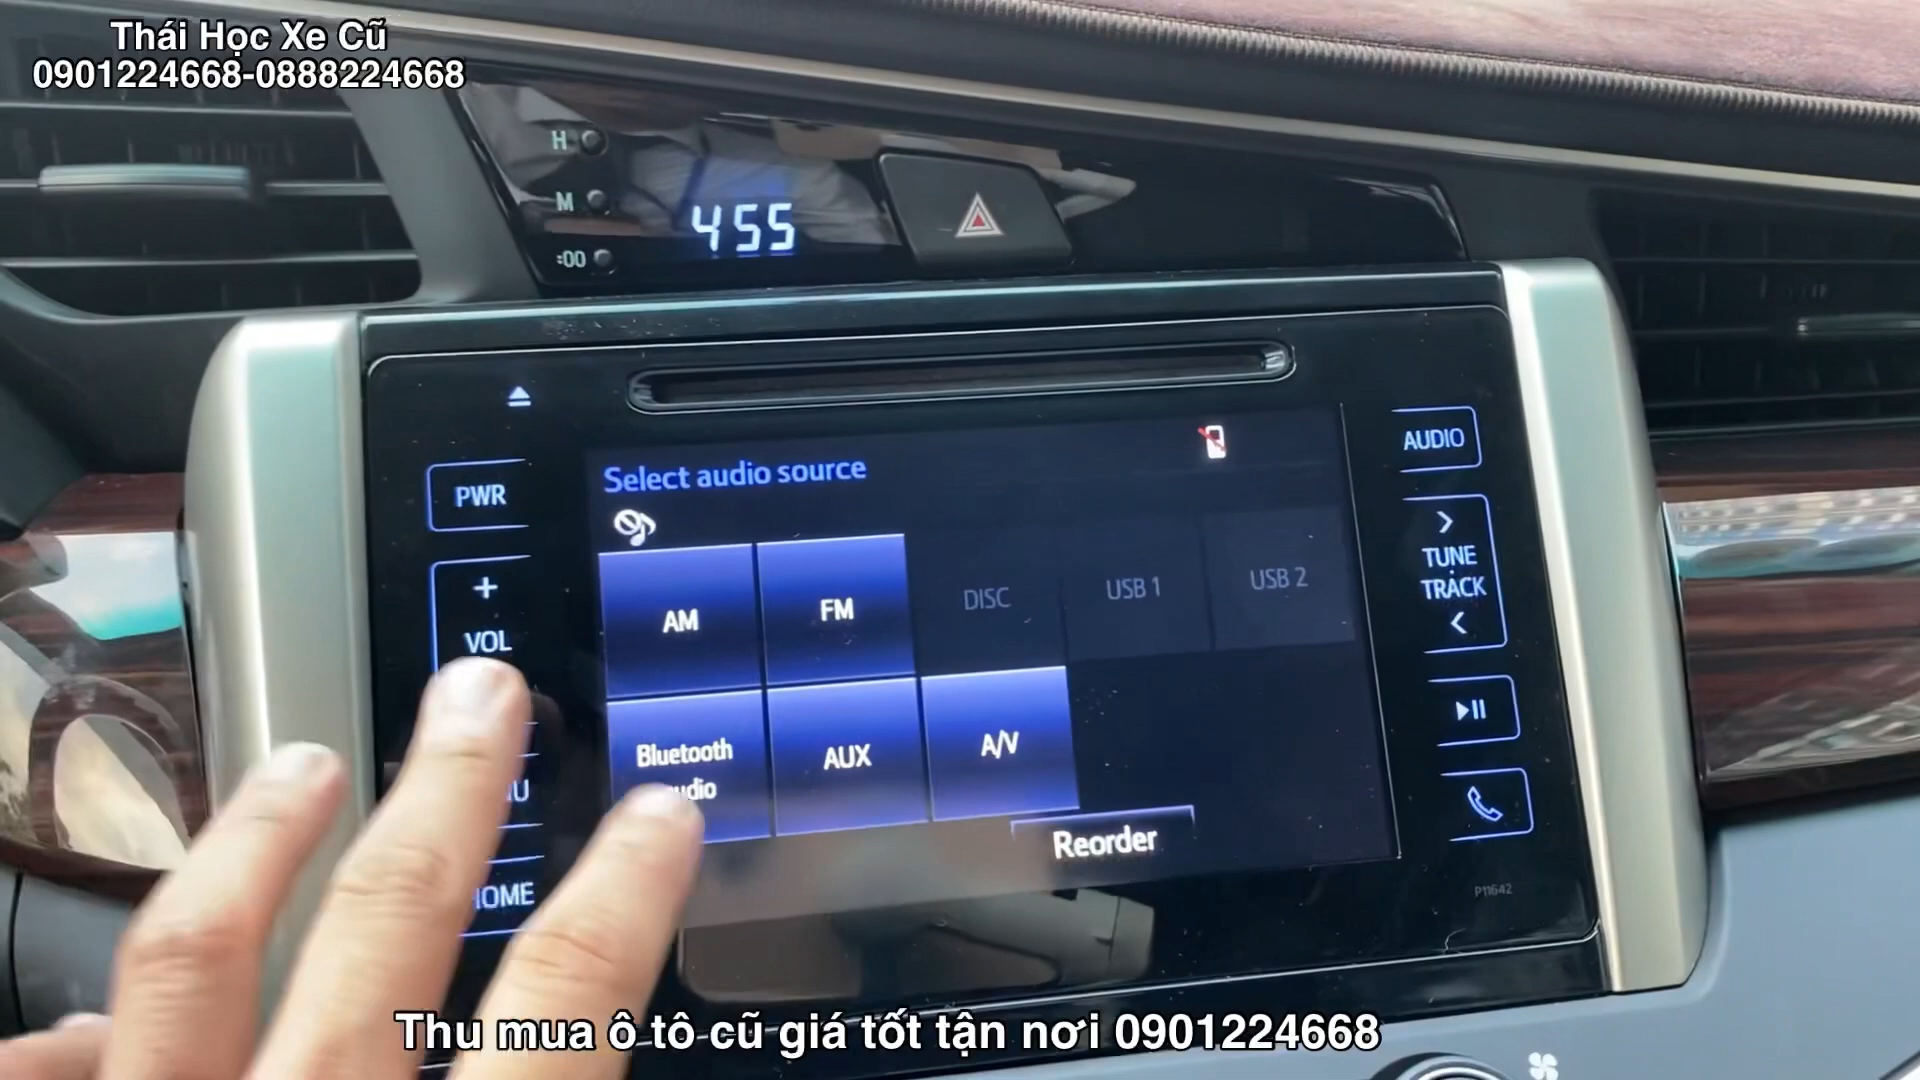 Thái Học Xe Cũ
0901224668-0888224668
H
M
:00
455
PWR
+
VOL
HOME
Select audio source
AM
FM
DISC
USB 1
USB 2
Bluetooth
AUX
A/V
Reorder
AUDIO
>
TUNE
TRACK
<
P11642
Thu mua ô tô cũ giá tốt tận nơi 0901224668